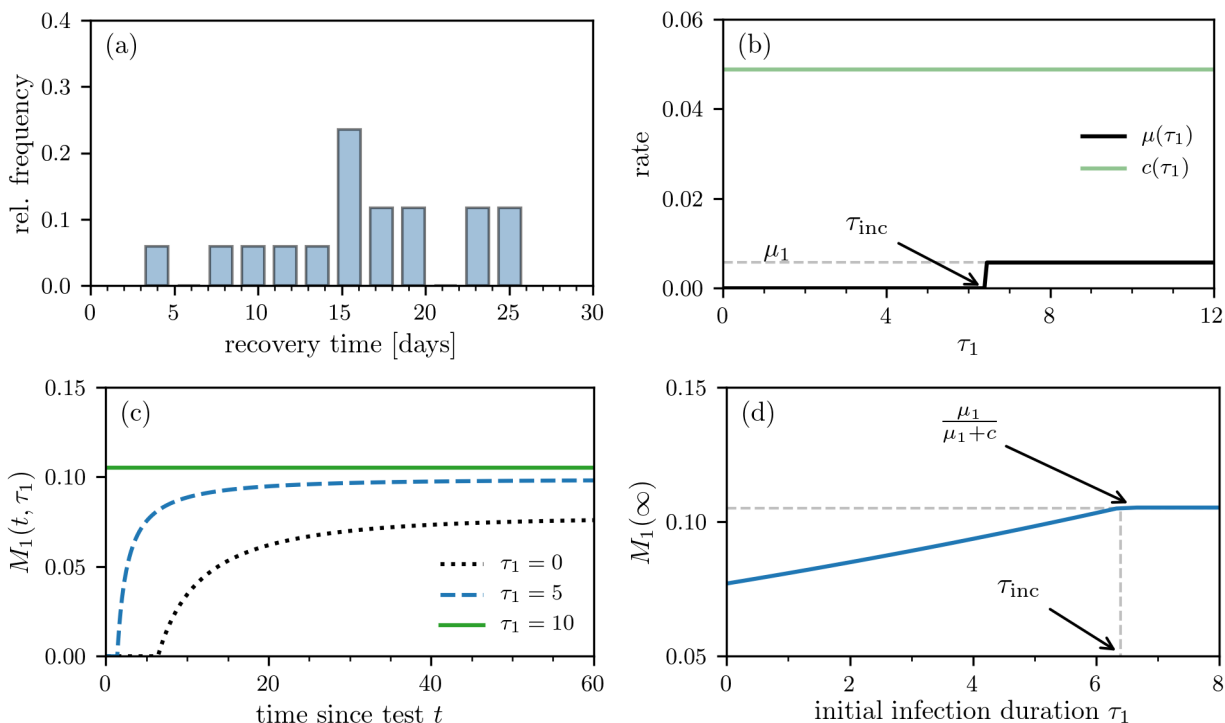 (a)
rel. frequency
0.4
0.3
0.2
0.1
0.0
0 5 10 15 20 25 30
recovery time [days]
(b)
rate
0.06
0.04
0.02
0.00
μ(τ₁)
c(τ₁)
τ_inc
μ₁
0 4 8 12
τ₁
(c)
M₁(t, τ₁)
0.15
0.10
0.05
0.00
τ₁ = 0
τ₁ = 5
τ₁ = 10
0 20 40 60
time since test t
(d)
M₁(∞)
0.15
0.10
0.05
μ₁
μ₁+c
τ_inc
0 2 4 6 8
initial infection duration τ₁